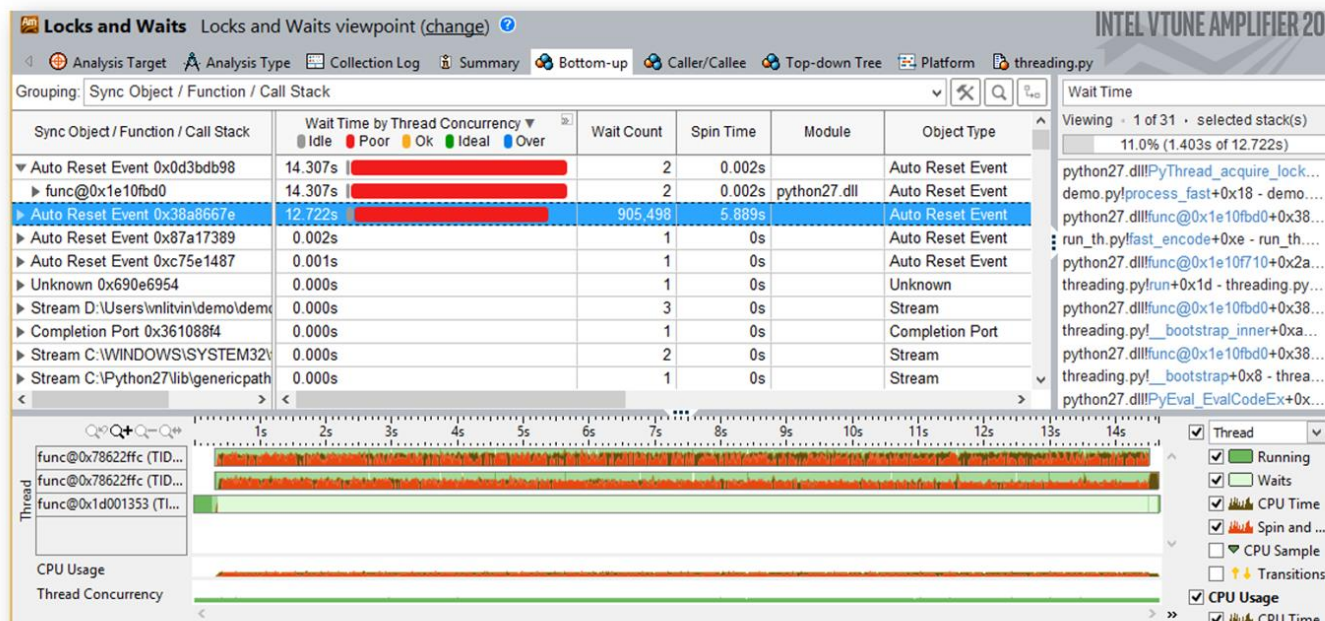 Locks and Waits Locks and Waits viewpoint (change) ? INTEL VTUNE AMPLIFIER 20
Analysis Target Analysis Type Collection Log Summary Bottom-up Caller/Callee Top-down Tree Platform threading.py
Grouping: Sync Object / Function / Call Stack
Sync Object / Function / Call Stack Wait Time by Thread Concurrency Wait Count Spin Time Module Object Type
Idle Poor Ok Ideal Over
Auto Reset Event 0x0d3bdb98 14.307s 2 0.002s Auto Reset Event
func@0x1e10fbd0 14.307s 2 0.002s python27.dll Auto Reset Event
Auto Reset Event 0x38a8667e 12.722s 905,498 5.889s Auto Reset Event
Auto Reset Event 0x87a17389 0.002s 1 0s Auto Reset Event
Auto Reset Event 0xc75e1487 0.001s 1 0s Auto Reset Event
Unknown 0x690e6954 0.000s 1 0s Unknown
Stream D:\Users\vnlitvin\demo\demo 0.000s 3 0s Stream
Completion Port 0x361088f4 0.000s 1 0s Completion Port
Stream C:\WINDOWS\SYSTEM32\ 0.000s 2 0s Stream
Stream C:\Python27\lib\genericpath 0.000s 1 0s Stream
Wait Time
Viewing 1 of 31 selected stack(s)
11.0% (1.403s of 12.722s)
python27.dll!PyThread_acquire_lock...
demo.py!process_fast+0x18 - demo....
python27.dll!func@0x1e10fbd0+0x38...
run_th.py!fast_encode+0xe - run_th....
python27.dll!func@0x1e10f710+0x2a...
threading.py!run+0x1d - threading.py...
python27.dll!func@0x1e10fbd0+0x38...
threading.py!__bootstrap_inner+0xa...
python27.dll!func@0x1e10fbd0+0x38...
threading.py!__bootstrap+0x8 - threa...
python27.dll!PyEval_EvalCodeEx+0x...
1s 2s 3s 4s 5s 6s 7s 8s 9s 10s 11s 12s 13s 14s
Thread
func@0x78622ffc (TID...
func@0x78622ffc (TID...
func@0x1d001353 (TI...
CPU Usage
Thread Concurrency
Thread
Running
Waits
CPU Time
Spin and ...
CPU Sample
Transitions
CPU Usage
CPU Time